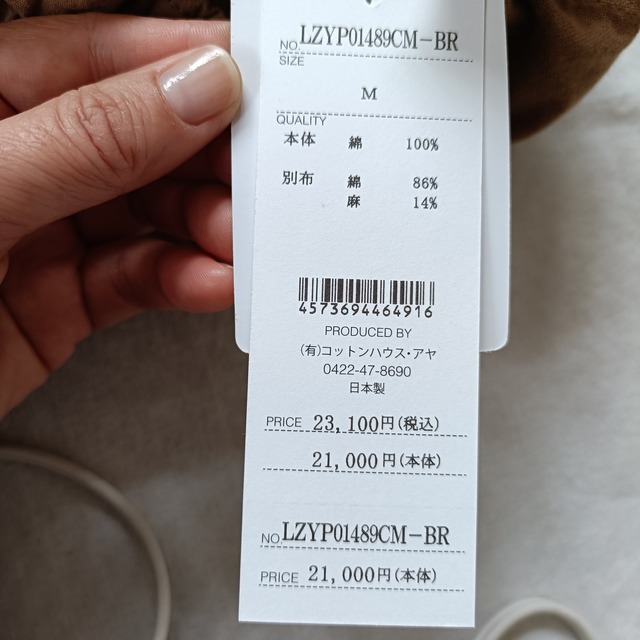 NO. LZYP01489CM-BR
SIZE
M
QUALITY
本体 綿 100%
別布 綿 86%
麻 14%
4573694464916
PRODUCED BY
(有)コットンハウス・アヤ
0422-47-8690
日本製
PRICE 23,100円(税込)
21,000円(本体)
NO. LZYP01489CM-BR
PRICE 21,000円(本体)